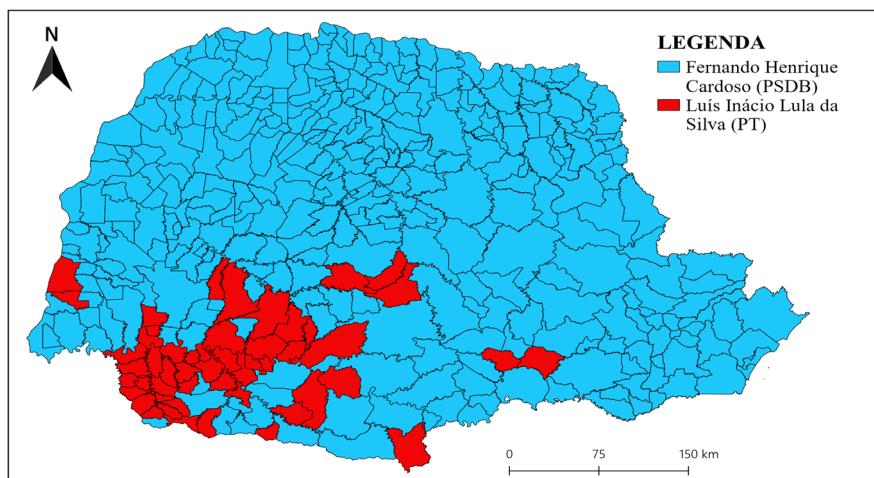 N
LEGENDA
Fernando Henrique
Cardoso (PSDB)
Luís Inácio Lula da
Silva (PT)
0 75 150 km